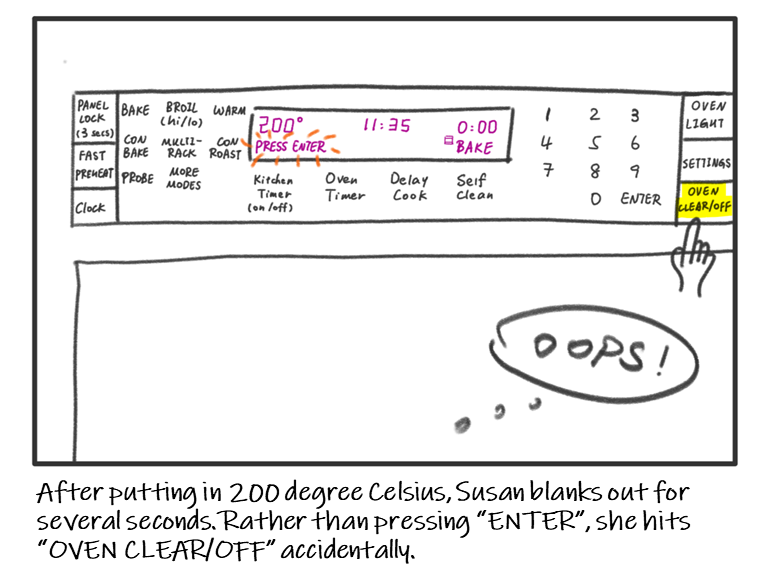 PANEL LOCK (3 secs)
FAST PREHEAT
Clock
BAKE BROIL (hi/lo) WARM
CON BAKE MULTI-RACK CON ROAST
PROBE MORE MODES
200° 11:35 0:00
PRESS ENTER BAKE
Kitchen Timer (on/off) Oven Timer Delay Cook Self Clean
1 2 3
4 5 6
7 8 9
0 ENTER
OVEN LIGHT
SETTINGS
OVEN CLEAR/OFF
OOPS!
After putting in 200 degree Celsius, Susan blanks out for
several seconds. Rather than pressing "ENTER", she hits
"OVEN CLEAR/OFF" accidentally.